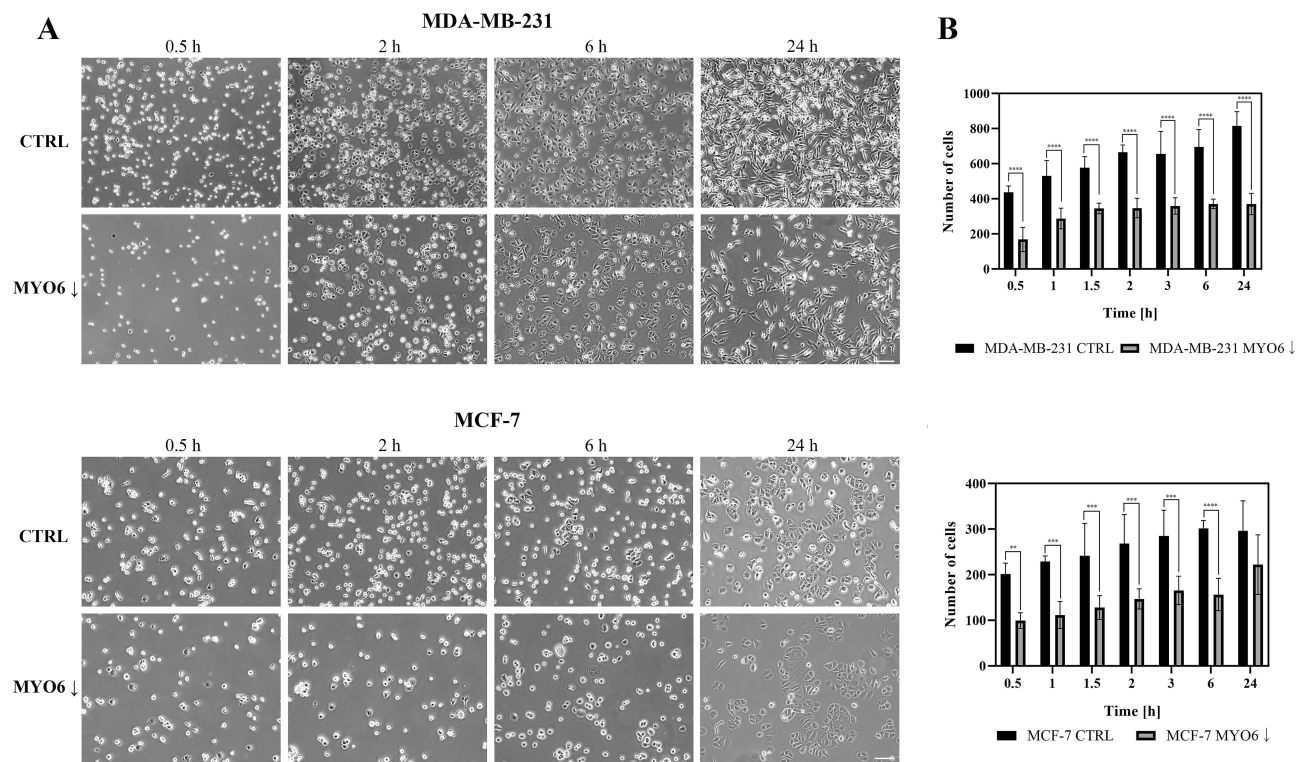 A
MDA-MB-231
0.5 h 2 h 6 h 24 h
CTRL
MYO6 ↓
MCF-7
0.5 h 2 h 6 h 24 h
CTRL
MYO6 ↓
B
Number of cells
1000
800
600
400
200
0
**** **** **** **** **** **** ****
0.5 1 1.5 2 3 6 24
Time [h]
MDA-MB-231 CTRL MDA-MB-231 MYO6 ↓
Number of cells
400
300
200
100
0
** *** *** *** *** ****
0.5 1 1.5 2 3 6 24
Time [h]
MCF-7 CTRL MCF-7 MYO6 ↓